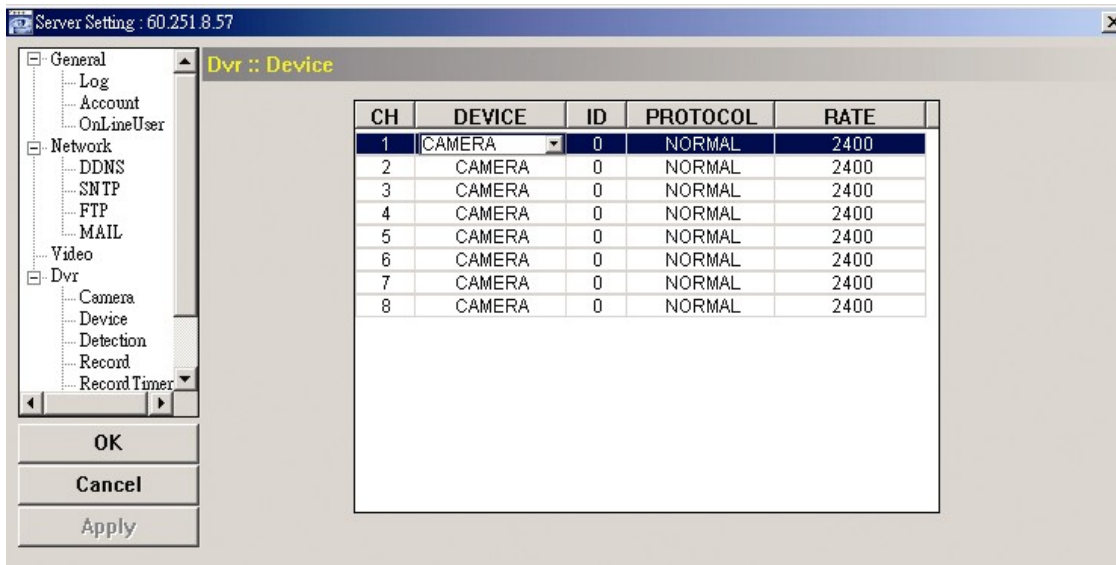 Server Setting : 60.251.8.57
General
Log
Account
OnLineUser
Network
DDNS
SNTP
FTP
MAIL
Video
Dvr
Camera
Device
Detection
Record
Record Timer
OK
Cancel
Apply
Dvr :: Device
CH DEVICE ID PROTOCOL RATE
1 CAMERA 0 NORMAL 2400
2 CAMERA 0 NORMAL 2400
3 CAMERA 0 NORMAL 2400
4 CAMERA 0 NORMAL 2400
5 CAMERA 0 NORMAL 2400
6 CAMERA 0 NORMAL 2400
7 CAMERA 0 NORMAL 2400
8 CAMERA 0 NORMAL 2400